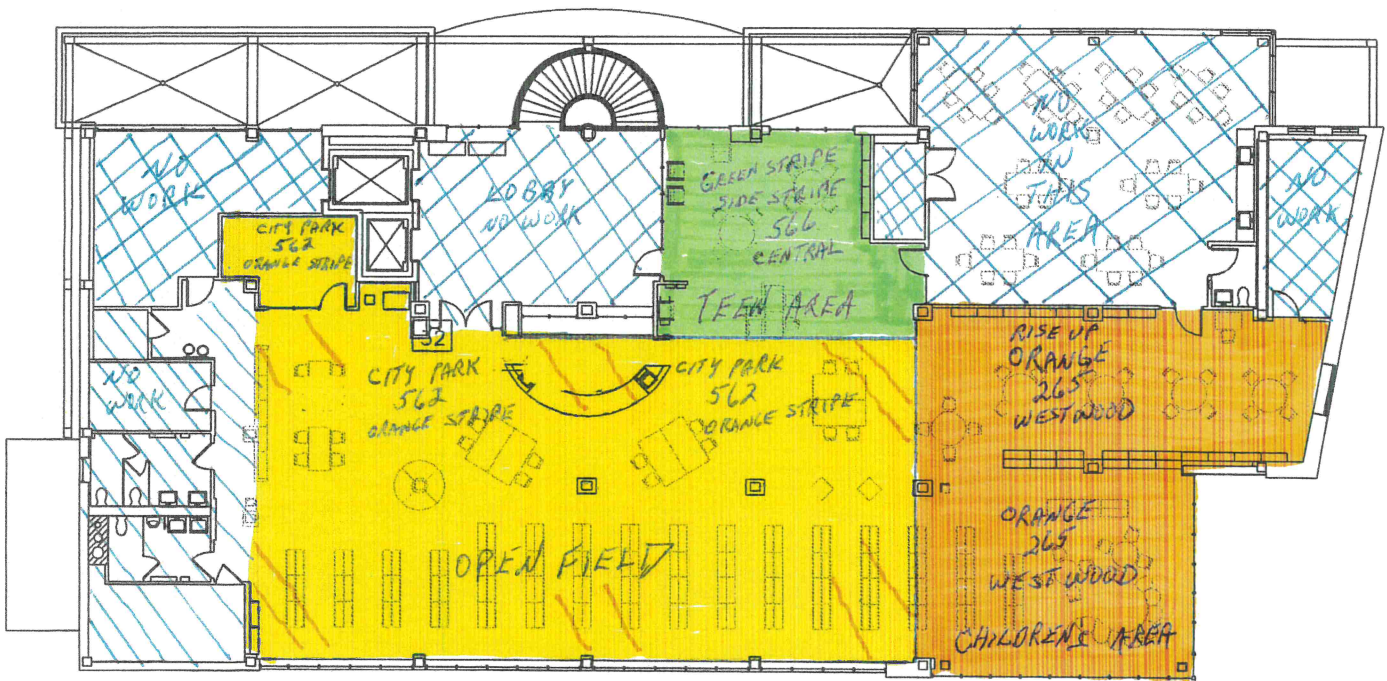 NO
WORK
IN
THIS
AREA
NO
WORK
LOBBY
NO WORK
GREEN STRIPE
SIDE STRIPE
566
CENTRAL
TEEN AREA
NO
WORK
CITY PARK
562
ORANGE STRIPE
RISE UP
ORANGE
265
WESTWOOD
NO
WORK
CITY PARK
562
ORANGE STRIPE
CITY PARK
562
ORANGE STRIPE
OPEN FIELD
ORANGE
265
WESTWOOD
CHILDRENS AREA